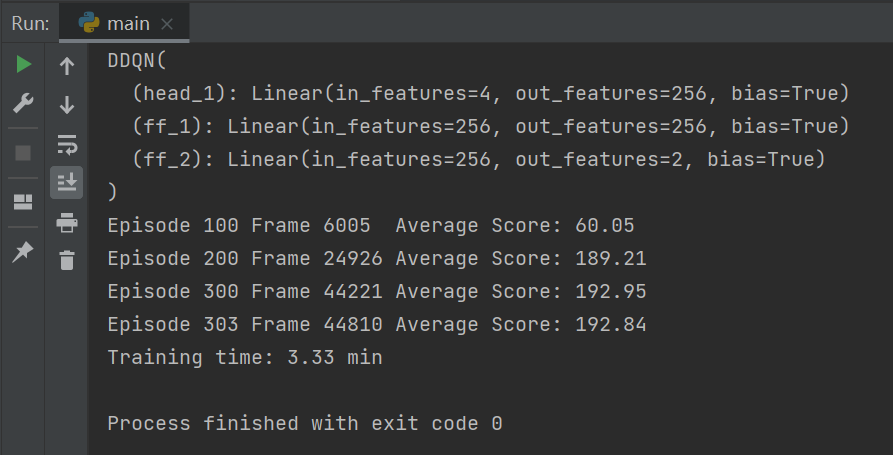 Run: main
DDQN(
  (head_1): Linear(in_features=4, out_features=256, bias=True)
  (ff_1): Linear(in_features=256, out_features=256, bias=True)
  (ff_2): Linear(in_features=256, out_features=2, bias=True)
)
Episode 100 Frame 6005  Average Score: 60.05
Episode 200 Frame 24926 Average Score: 189.21
Episode 300 Frame 44221 Average Score: 192.95
Episode 303 Frame 44810 Average Score: 192.84
Training time: 3.33 min
Process finished with exit code 0